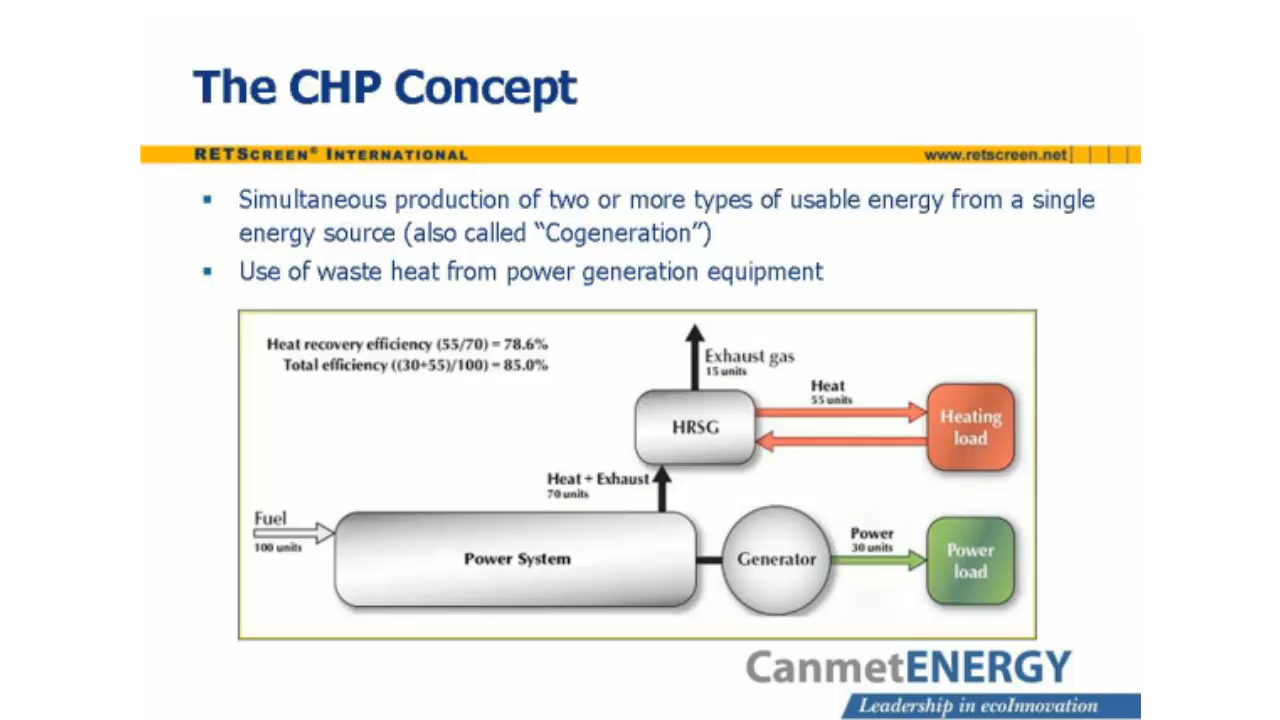 The CHP Concept
RETSCREEN® INTERNATIONAL
www.retscreen.net
▪ Simultaneous production of two or more types of usable energy from a single
energy source (also called “Cogeneration”)
▪ Use of waste heat from power generation equipment
Heat recovery efficiency (55/70) = 78.6%
Total efficiency ((30+55)/100) = 85.0%
Exhaust gas
15 units
Heat
55 units
HRSG
Heating
load
Heat + Exhaust
70 units
Fuel
100 units
Power System
Generator
Power
30 units
Power
load
CanmetENERGY
Leadership in ecoInnovation